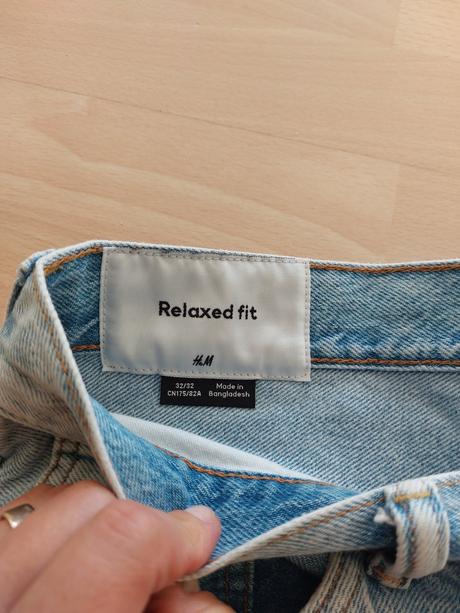 Relaxed fit
H&M
32/32 Made in
CN175/82A Bangladesh